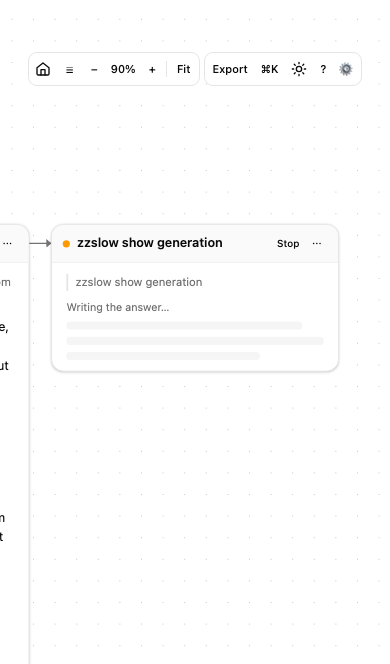 − 90% + Fit
Export ⌘K ?
··· zzslow show generation Stop ···
zzslow show generation
Writing the answer...